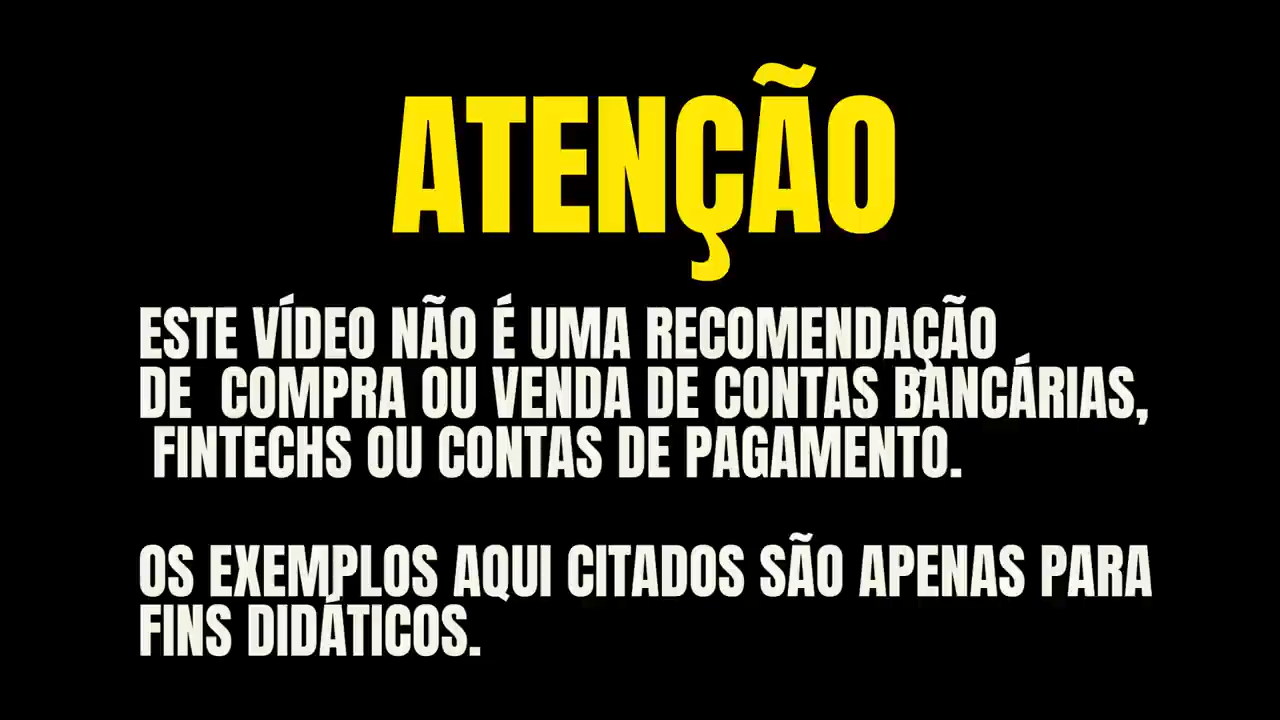 ATENÇÃO
ESTE VÍDEO NÃO É UMA RECOMENDAÇÃO
DE COMPRA OU VENDA DE CONTAS BANCÁRIAS,
FINTECHS OU CONTAS DE PAGAMENTO.
OS EXEMPLOS AQUI CITADOS SÃO APENAS PARA
FINS DIDÁTICOS.